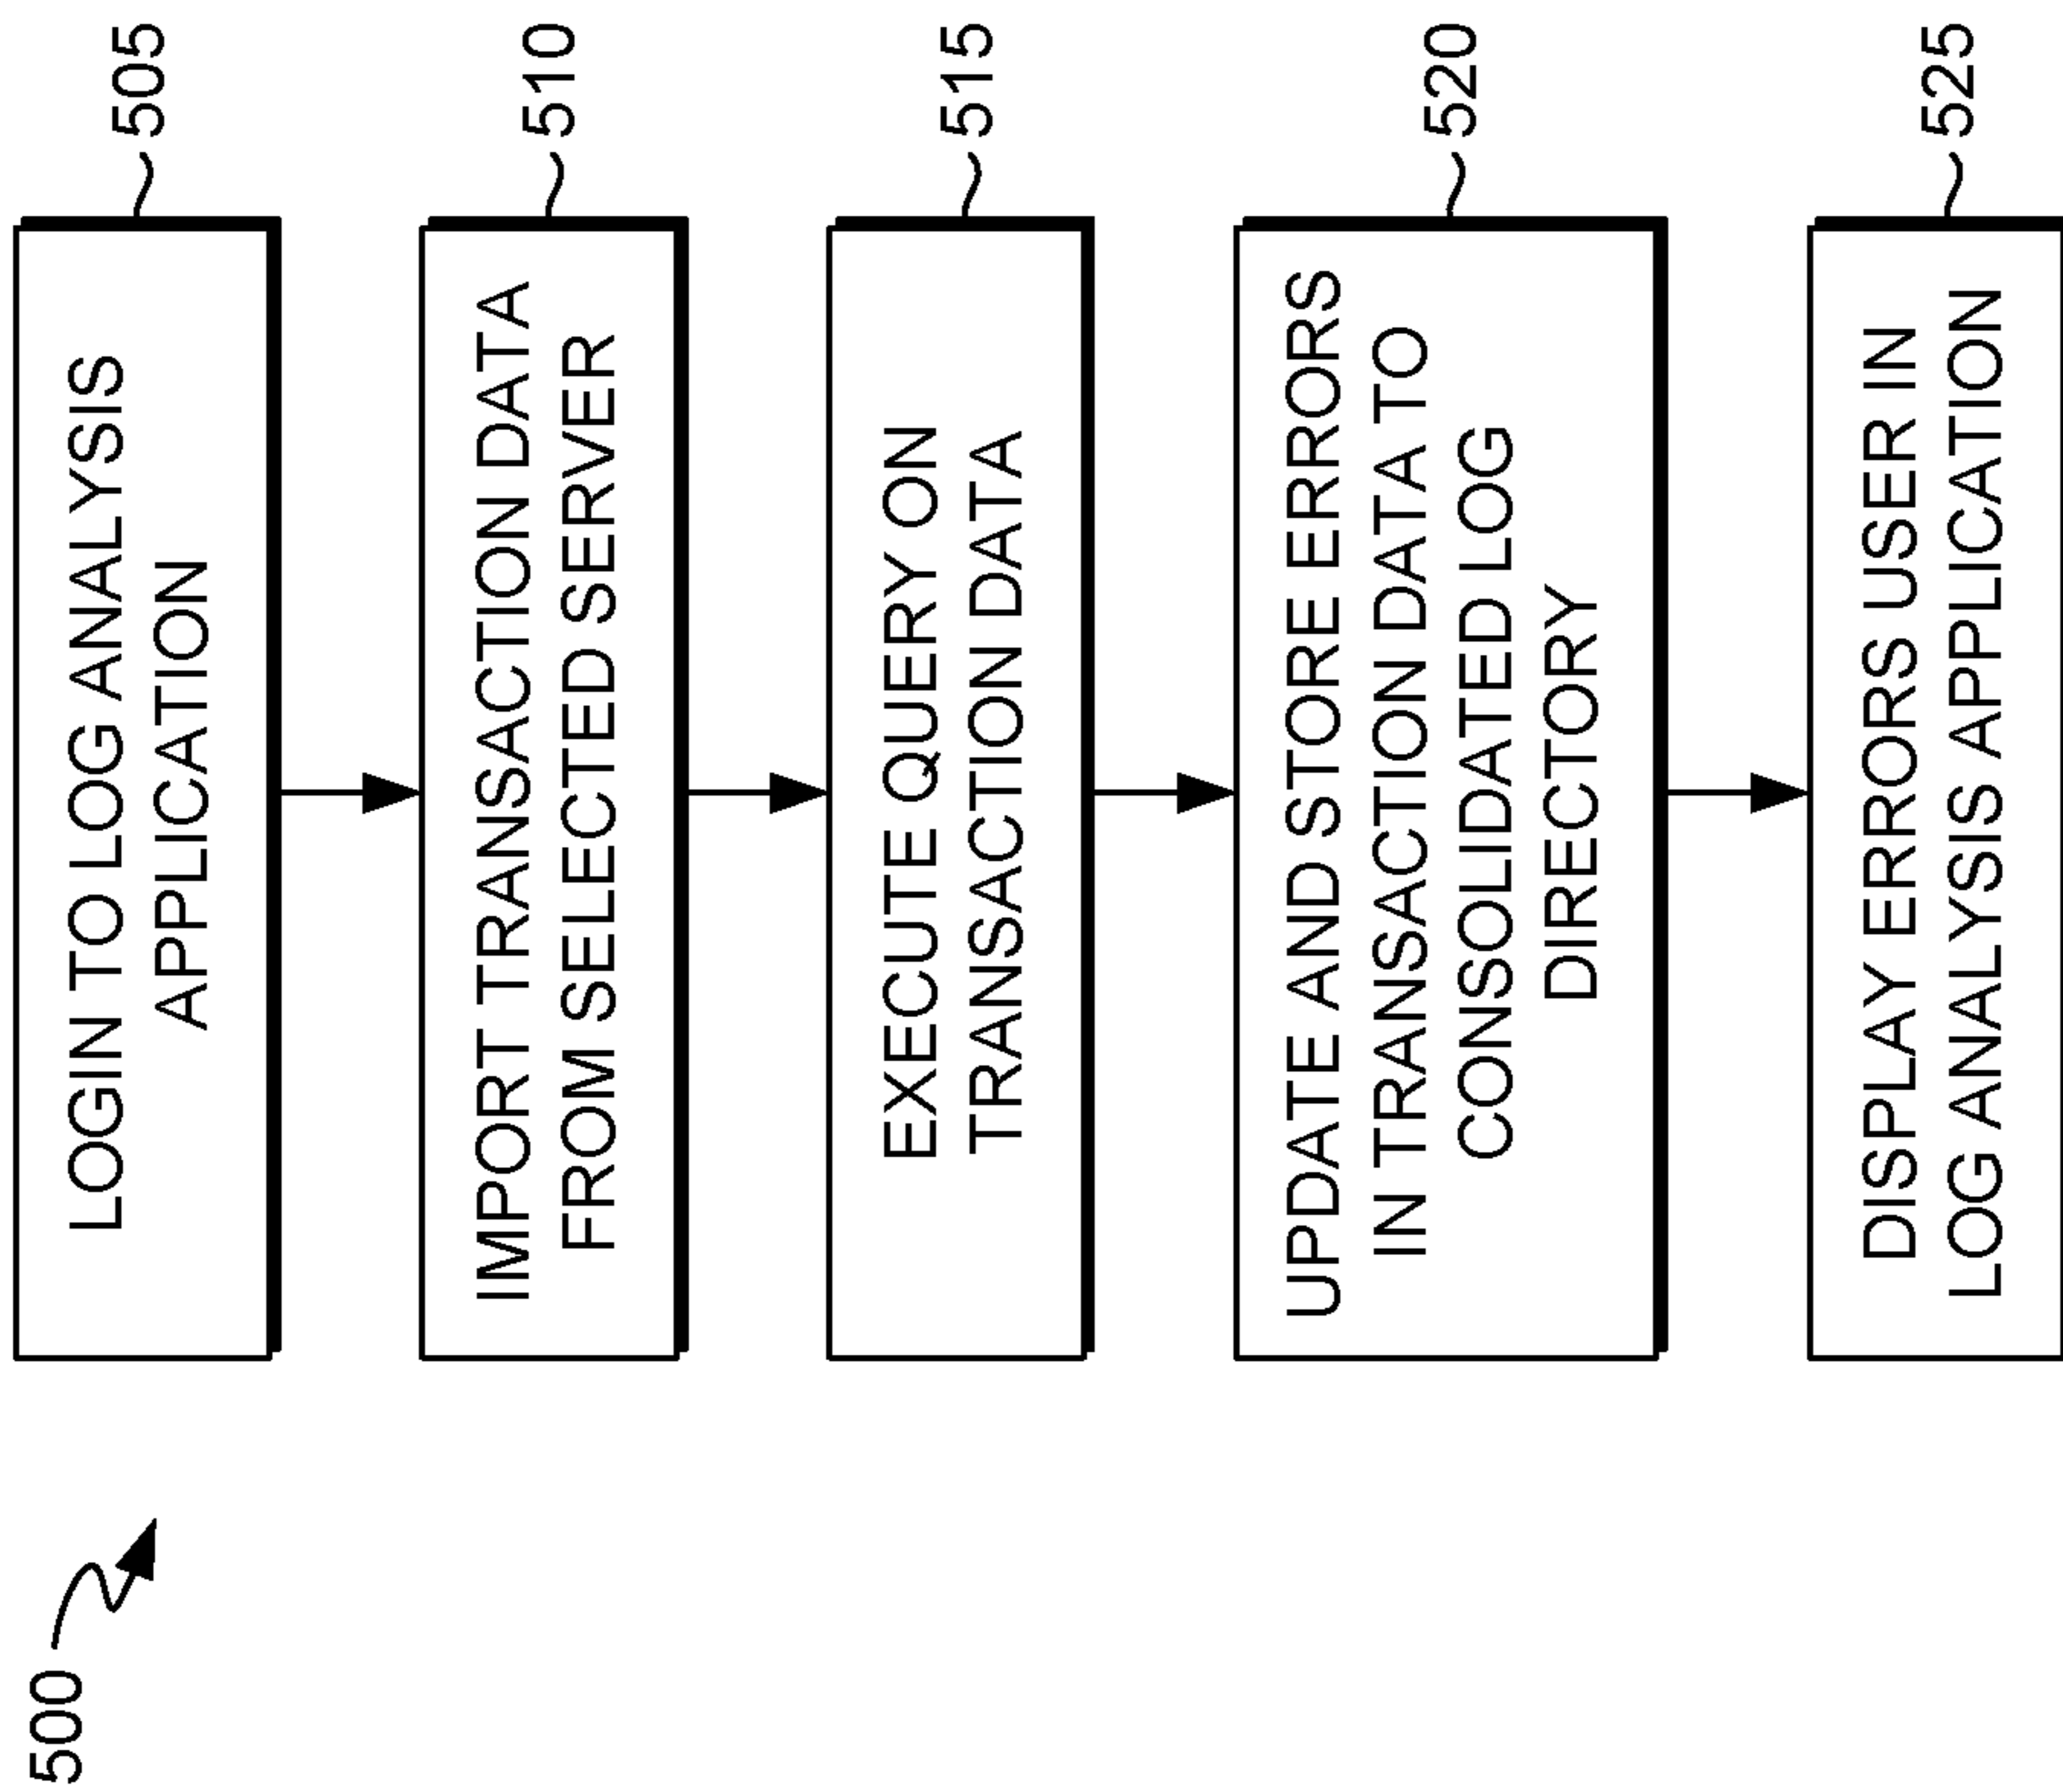 500
LOGIN TO LOG ANALYSIS
APPLICATION
505
IMPORT TRANSACTION DATA
FROM SELECTED SERVER
510
EXECUTE QUERY ON
TRANSACTION DATA
515
UPDATE AND STORE ERRORS
IN TRANSACTION DATA TO
CONSOLIDATED LOG
DIRECTORY
520
DISPLAY ERRORS USER IN
LOG ANALYSIS APPLICATION
525